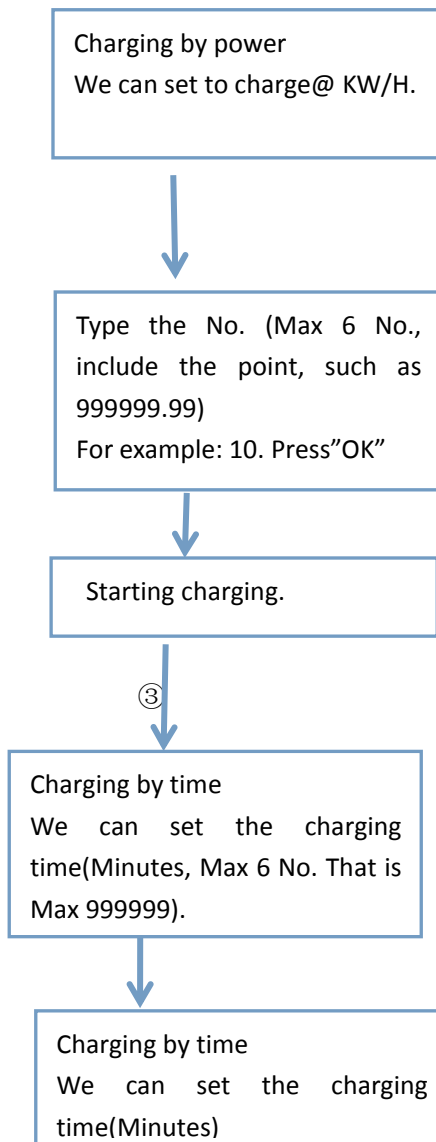 Charging by power
We can set to charge@ KW/H.
Type the No. (Max 6 No.,
include the point, such as
999999.99)
For example: 10. Press”OK”
Starting charging.
③
Charging by time
We can set the charging
time(Minutes, Max 6 No. That is
Max 999999).
Charging by time
We can set the charging
time(Minutes)